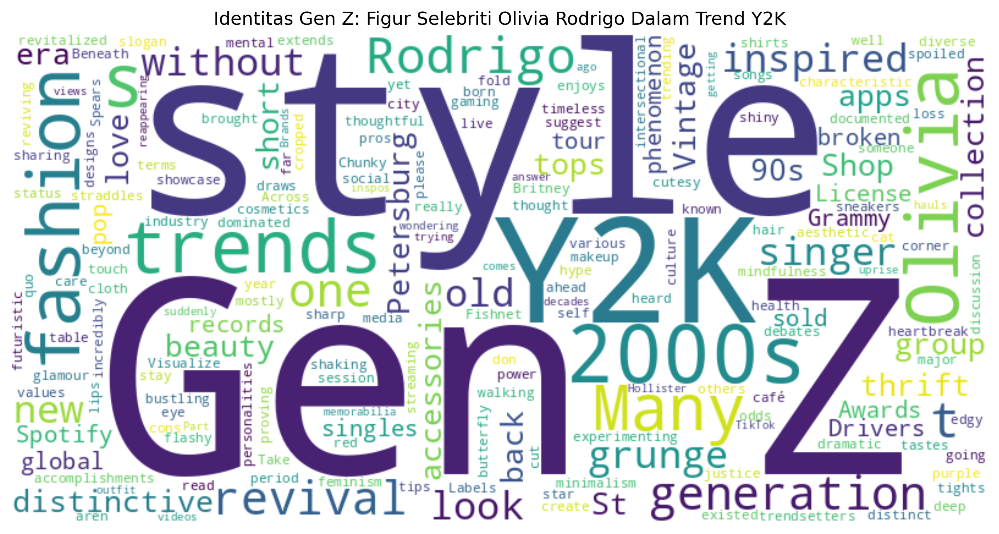 Identitas Gen Z: Figur Selebriti Olivia Rodrigo Dalam Trend Y2K
revitalized
slogan
mental
extends
era
Beneath
without
Rodrigo
ago
intersectional
phenomenon
trending
Vintage
getting
shirts
well
diverse
inspired
spoiled
songs
characteristic
apps
documented
loss
olivia
collection
fashion
s
love
views
Spears
reappearing
reviving
designs
sharing
style
short
brought
Brands
cropped
far
terms
showcase
draws
Across
cosmetics
status
straddles
yet
city
fold
born
gaming
enjoys
thoughtful
live
timeless
suggest
pros
tour
Petersburg
please
Chunky
social
inspos
tops
answer
Britney
thought
really
shiny
broken
someone
90s
Shop
cutesy
License
sneakers
hauls
known
Grammy
pop
industry
dominated
trends
wondering
trying
beyond
touch
quo
care
cloth
Y2K
various
makeup
hype
culture
comes
ahead
decades
self
heard
hair
aesthetic
cat
singer
corner
mindfulness
uprise
discussion
year
one
mostly
old
Fishnet
sharp
media
suddenly
records
beauty
accessories
futuristic
incredibly
table
Gen Z
health
sold
debates
heartbreak
group
major
2000s
Visualize
stay
glamour
values
lips
bustling
eye
cons
Part
flashy
personalities
proving
shaking
session
streaming
memorabilia
singles
red
don
power
walking
butterfly
back
cut
Many
Hollister
others
café
odds
TikTok
thrift
Awards
Drivers
t
edgy
dramatic
tastes
going
new
Spotify
global
accomplishments
Take
experimenting
grunge
justice
purple
tights
period
feminism
read
outfit
distinctive
revival
tips
Labels
look
minimalism
star
create
St
generation
deep
aren
videos
existed
trendsetters
distinct